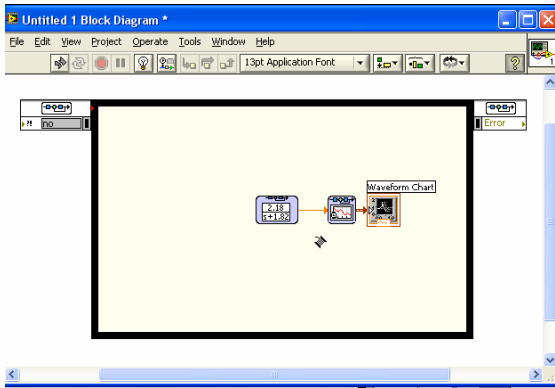 Untitled 1 Block Diagram *
File Edit View Project Operate Tools Window Help
13pt Application Font
?
1
?! no
Error
2.18
s+1.82
Waveform Chart